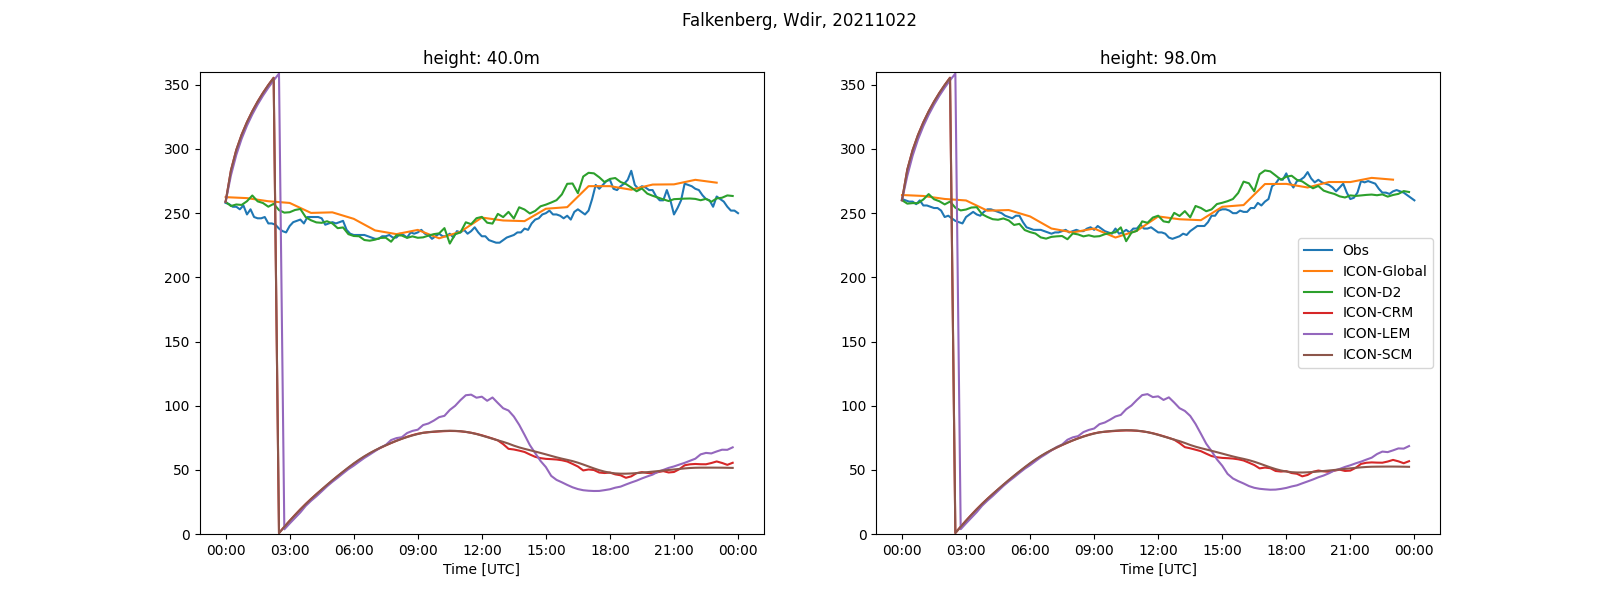 Falkenberg, Wdir, 20211022
height: 40.0m
350
300
250
200
150
100
50
0
00:00 03:00 06:00 09:00 12:00 15:00 18:00 21:00 00:00
Time [UTC]
height: 98.0m
350
300
250
200
150
100
50
0
Obs
ICON-Global
ICON-D2
ICON-CRM
ICON-LEM
ICON-SCM
00:00 03:00 06:00 09:00 12:00 15:00 18:00 21:00 00:00
Time [UTC]